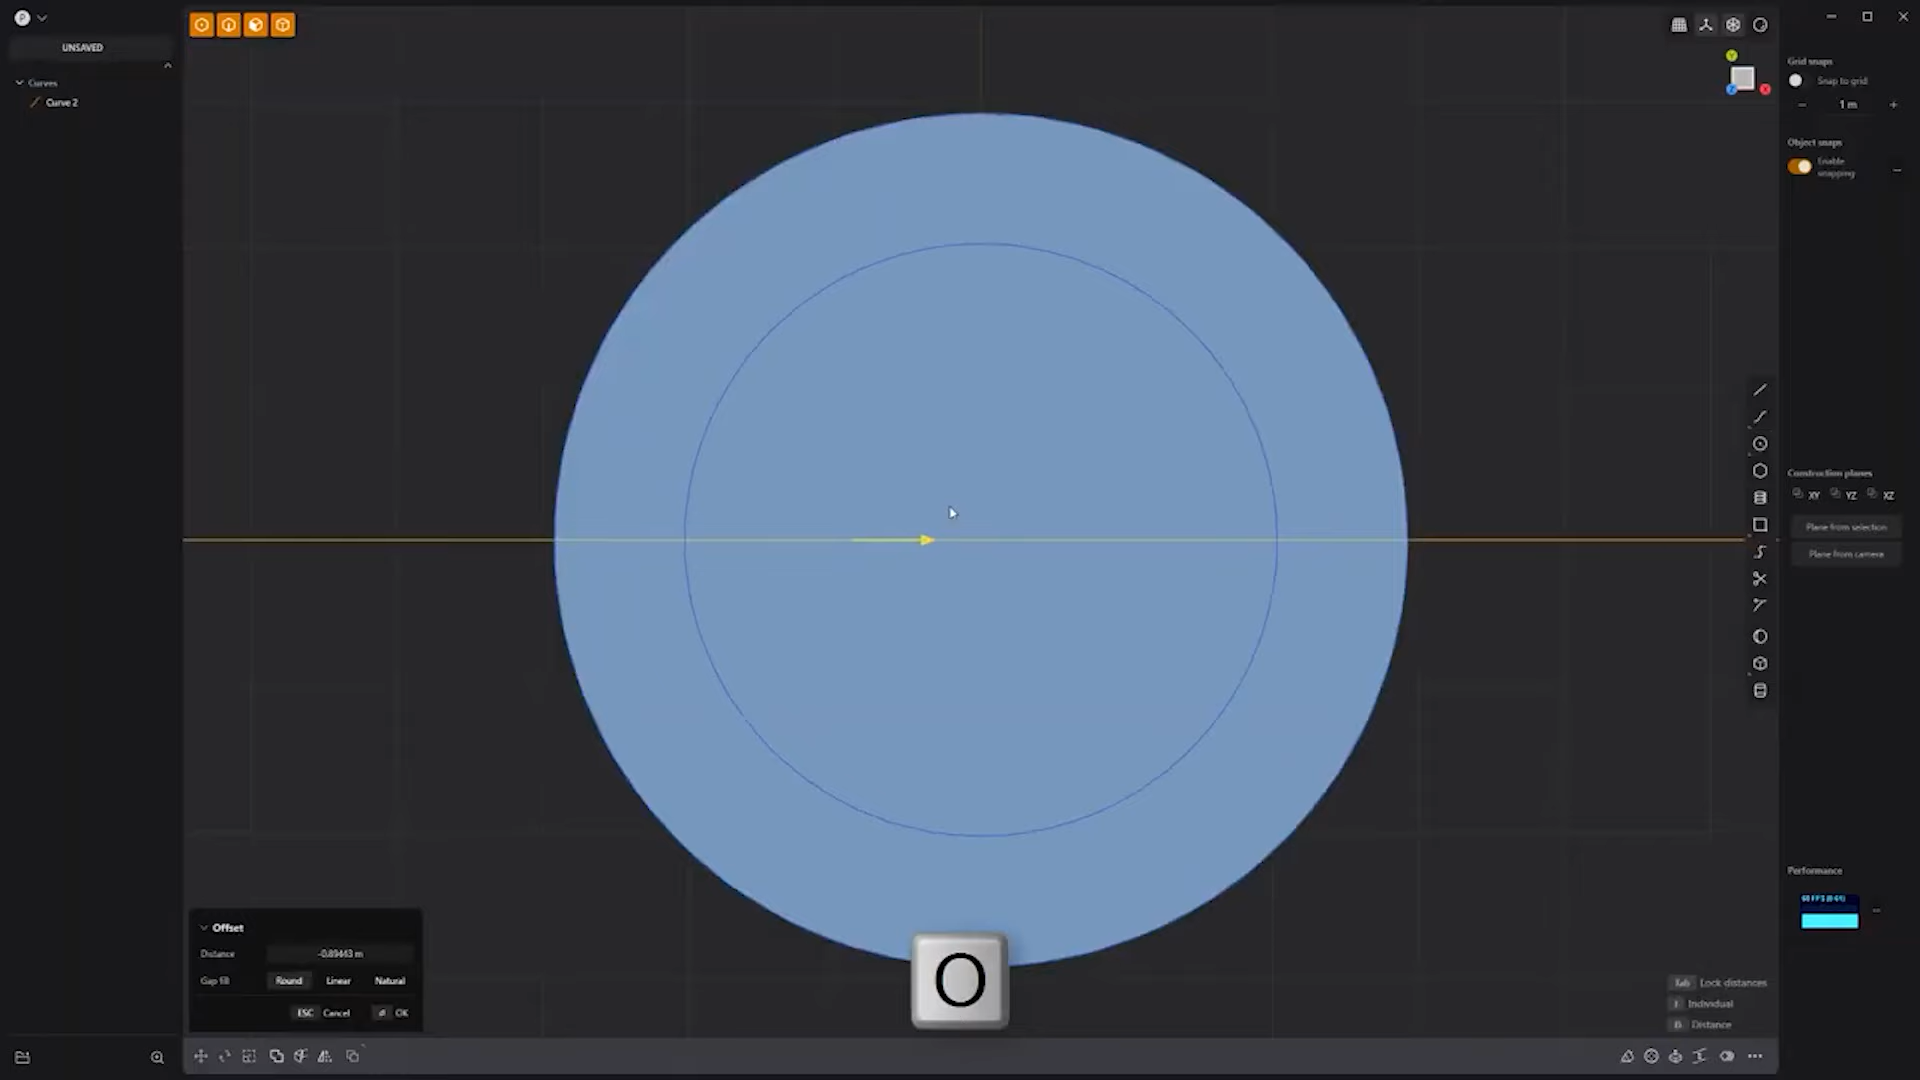 P
UNSAVED
Curves
Curve 2
Y
Z
X
Grid snaps
Snap to grid
1 m
Object snaps
Enable
snapping
Construction planes
XY YZ XZ
Plane from selection
Plane from camera
Performance
Offset
Distance -0.89443 m
Gap fill Round Linear Natural
ESC Cancel OK
O
Tab Lock distances
I Individual
D Distance